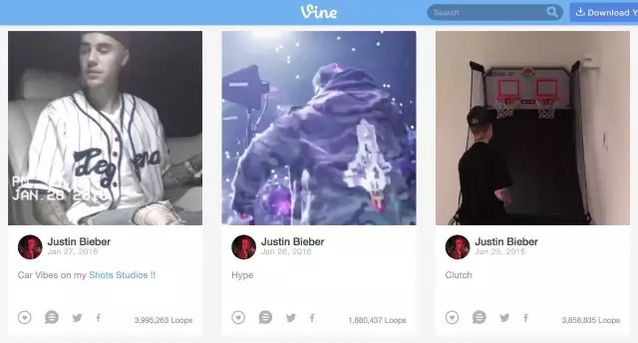 Vine
Search
Download Y
PM
JAN. 26 2016
Justin Bieber
Jan 27, 2016
Car Vibes on my Shots Studios !!
3,995,263 Loops
Justin Bieber
Jan 26, 2016
Hype
1,880,437 Loops
Justin Bieber
Jan 25, 2016
Clutch
3,858,835 Loops